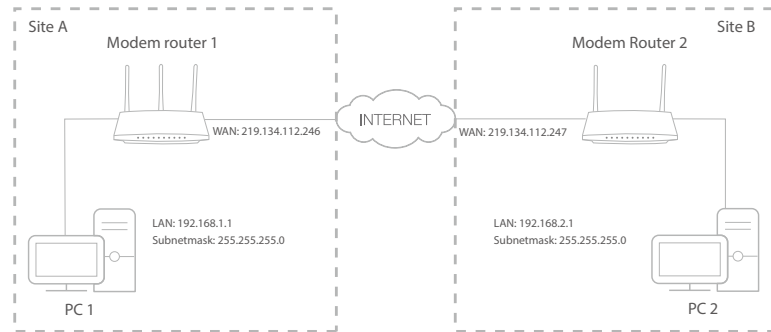 Site A
Modem router 1
WAN: 219.134.112.246
LAN: 192.168.1.1
Subnetmask: 255.255.255.0
PC 1
INTERNET
Site B
Modem Router 2
WAN: 219.134.112.247
LAN: 192.168.2.1
Subnetmask: 255.255.255.0
PC 2